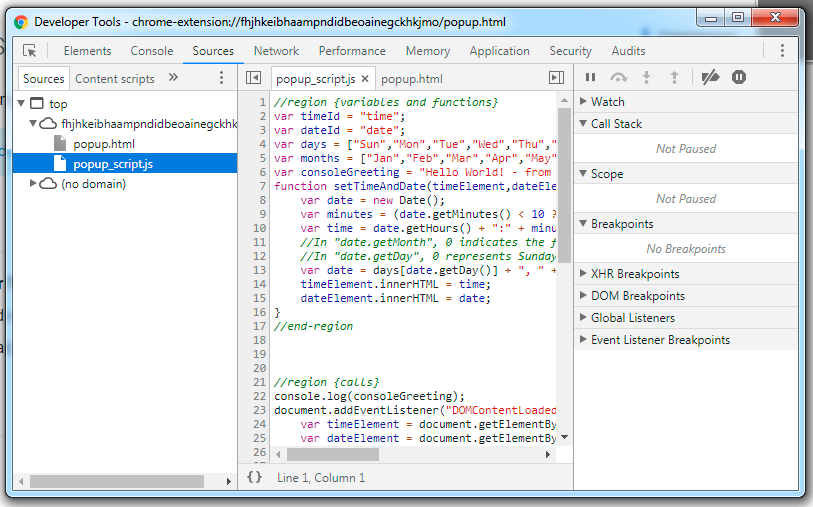 Developer Tools - chrome-extension://fhjhkeibhaampndidbeoainegckhkjmo/popup.html
Elements Console Sources Network Performance Memory Application Security Audits
Sources Content scripts »
top
fhjhkeibhaampndidbeoainegckhk
popup.html
popup_script.js
(no domain)
popup_script.js × popup.html
1 //region {variables and functions}
2 var timeId = "time";
3 var dateId = "date";
4 var days = ["Sun","Mon","Tue","Wed","Thu",
5 var months = ["Jan","Feb","Mar","Apr","May"
6 var consoleGreeting = "Hello World! - from
7 function setTimeAndDate(timeElement,dateEle
8 var date = new Date();
9 var minutes = (date.getMinutes() < 10 ?
10 var time = date.getHours() + ":" + minu
11 //In "date.getMonth", 0 indicates the f
12 //In "date.getDay", 0 represents Sunday
13 var date = days[date.getDay()] + ", " +
14 timeElement.innerHTML = time;
15 dateElement.innerHTML = date;
16 }
17 //end-region
18
19
20
21 //region {calls}
22 console.log(consoleGreeting);
23 document.addEventListener("DOMContentLoaded
24 var timeElement = document.getElementBy
25 var dateElement = document.getElementBy
26
{} Line 1, Column 1
Watch
Call Stack
Not Paused
Scope
Not Paused
Breakpoints
No Breakpoints
XHR Breakpoints
DOM Breakpoints
Global Listeners
Event Listener Breakpoints